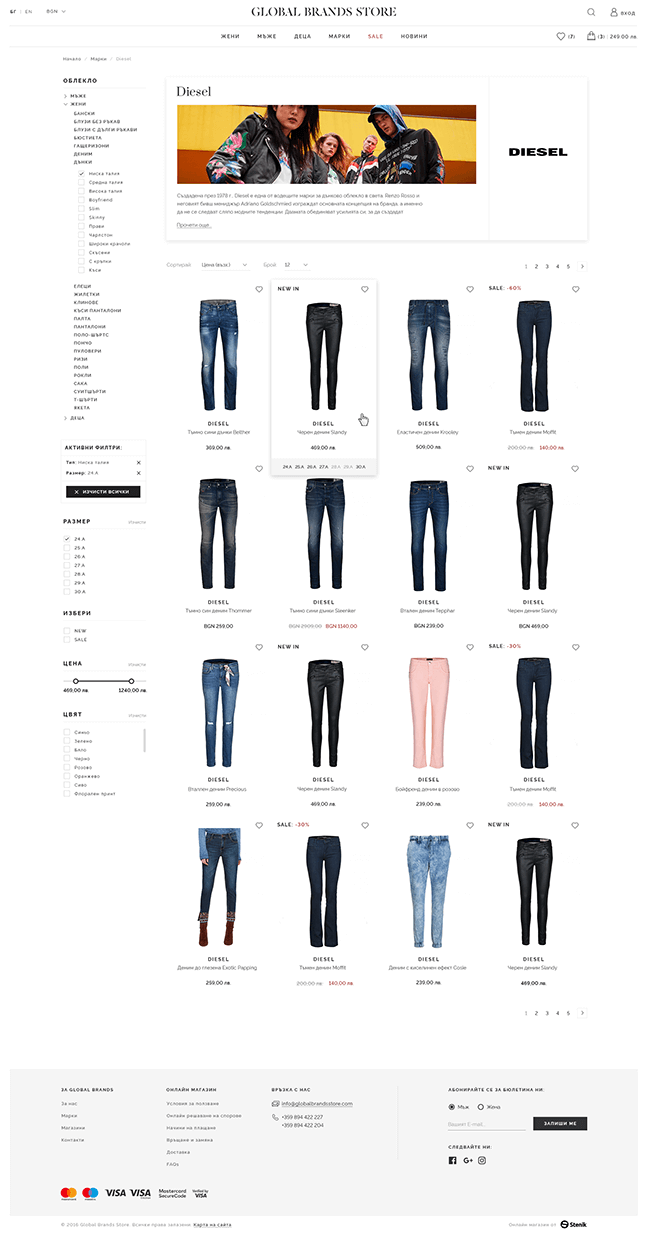 БГ | EN BGN
GLOBAL BRANDS STORE
ВХОД
ЖЕНИ МЪЖЕ ДЕЦА МАРКИ SALE НОВИНИ
(7) (3) | 249.00 лв.
Начало / Марки / Diesel
ОБЛЕКЛО
МЪЖЕ
ЖЕНИ
БАНСКИ
БЛУЗИ БЕЗ РЪКАВ
БЛУЗИ С ДЪЛГИ РЪКАВИ
БЮСТИЕТА
ГАЩЕРИЗОНИ
ДЕНИМ
ДЪНКИ
Ниска талия
Средна талия
Висока талия
Boyfriend
Slim
Skinny
Прави
Чарлстон
Широки крачоли
Скъсени
С кръпки
Къси
ЕЛЕЦИ
ЖИЛЕТКИ
КЛИНОВЕ
КЪСИ ПАНТАЛОНИ
ПАЛТА
ПАНТАЛОНИ
ПОЛО-ШЪРТС
ПОНЧО
ПУЛОВЕРИ
РИЗИ
ПОЛИ
РОКЛИ
САКА
СУИТШЪРТИ
Т-ШЪРТИ
ЯКЕТА
ДЕЦА
АКТИВНИ ФИЛТРИ:
Тип: Ниска талия ×
Размер: 24 A ×
× ИЗЧИСТИ ВСИЧКИ
РАЗМЕР Изчисти
24 A
25 A
26 A
27 A
28 A
29 A
30 A
ИЗБЕРИ
NEW
SALE
ЦЕНА Изчисти
469,00 лв. 1240.00 лв.
ЦВЯТ Изчисти
Синьо
Зелено
Бяло
Черно
Розово
Оранжево
Сиво
Флорален принт
Diesel
DIESEL
Създадена през 1978 г., Diesel е една от водещите марки за дънково облекло в света. Renzo Rosso и
неговият бивш мениджър Adriano Goldschmied изграждат основната концепция на бранда, а именно
да не се следват сляпо модните тенденции. Двамата обединяват усилията си, за да създадат
Прочети още...
Сортирай Цена (възх.) Брой 12
1 2 3 4 5
NEW IN
SALE: -60%
DIESEL DIESEL DIESEL DIESEL
Тъмно сини дънки Belther Черен деним Slandy Еластичен деним Krooley Тъмен деним Moffit
369.00 лв. 469.00 лв. 509.00 лв. 200.00 лв. 140.00 лв.
24 A 25 A 26 A 27 A 28 A 29 A 30 A
NEW IN
DIESEL DIESEL DIESEL DIESEL
Тъмно син деним Thommer Тъмно сини дънки Sleenker Втален деним Tepphar Черен деним Slandy
BGN 259.00 BGN 2909.00 BGN 1140.00 BGN 239.00 BGN 469.00
NEW IN
SALE: -30%
DIESEL DIESEL DIESEL DIESEL
Втален деним Precious Черен деним Slandy Бойфренд деним в розово Тъмен деним Moffit
259.00 лв. 469.00 лв. 239.00 лв. 200.00 лв. 140.00 лв.
SALE: -30%
NEW IN
DIESEL DIESEL DIESEL DIESEL
Деним до глезена Exotic Papping Тъмен деним Moffit Деним с киселинен ефект Cosie Черен деним Slandy
259.00 лв. 200.00 лв. 140.00 лв. 239.00 лв. 469.00 лв.
1 2 3 4 5
ЗА GLOBAL BRANDS
За нас
Марки
Магазини
Контакти
ОНЛАЙН МАГАЗИН
Условия за ползване
Онлайн решаване на спорове
Начини на плащане
Връщане и замяна
Доставка
FAQs
ВРЪЗКА С НАС
info@globalbrandsstore.com
+359 894 422 227
+359 894 422 204
АБОНИРАЙТЕ СЕ ЗА БЮЛЕТИНА НИ:
Мъж Жена
Вашият E-mail... ЗАПИШИ МЕ
СЛЕДВАЙТЕ НИ:
VISA VISA Mastercard SecureCode Verified by VISA
© 2016 Global Brands Store. Всички права запазени. Карта на сайта
Онлайн магазин от Stenik